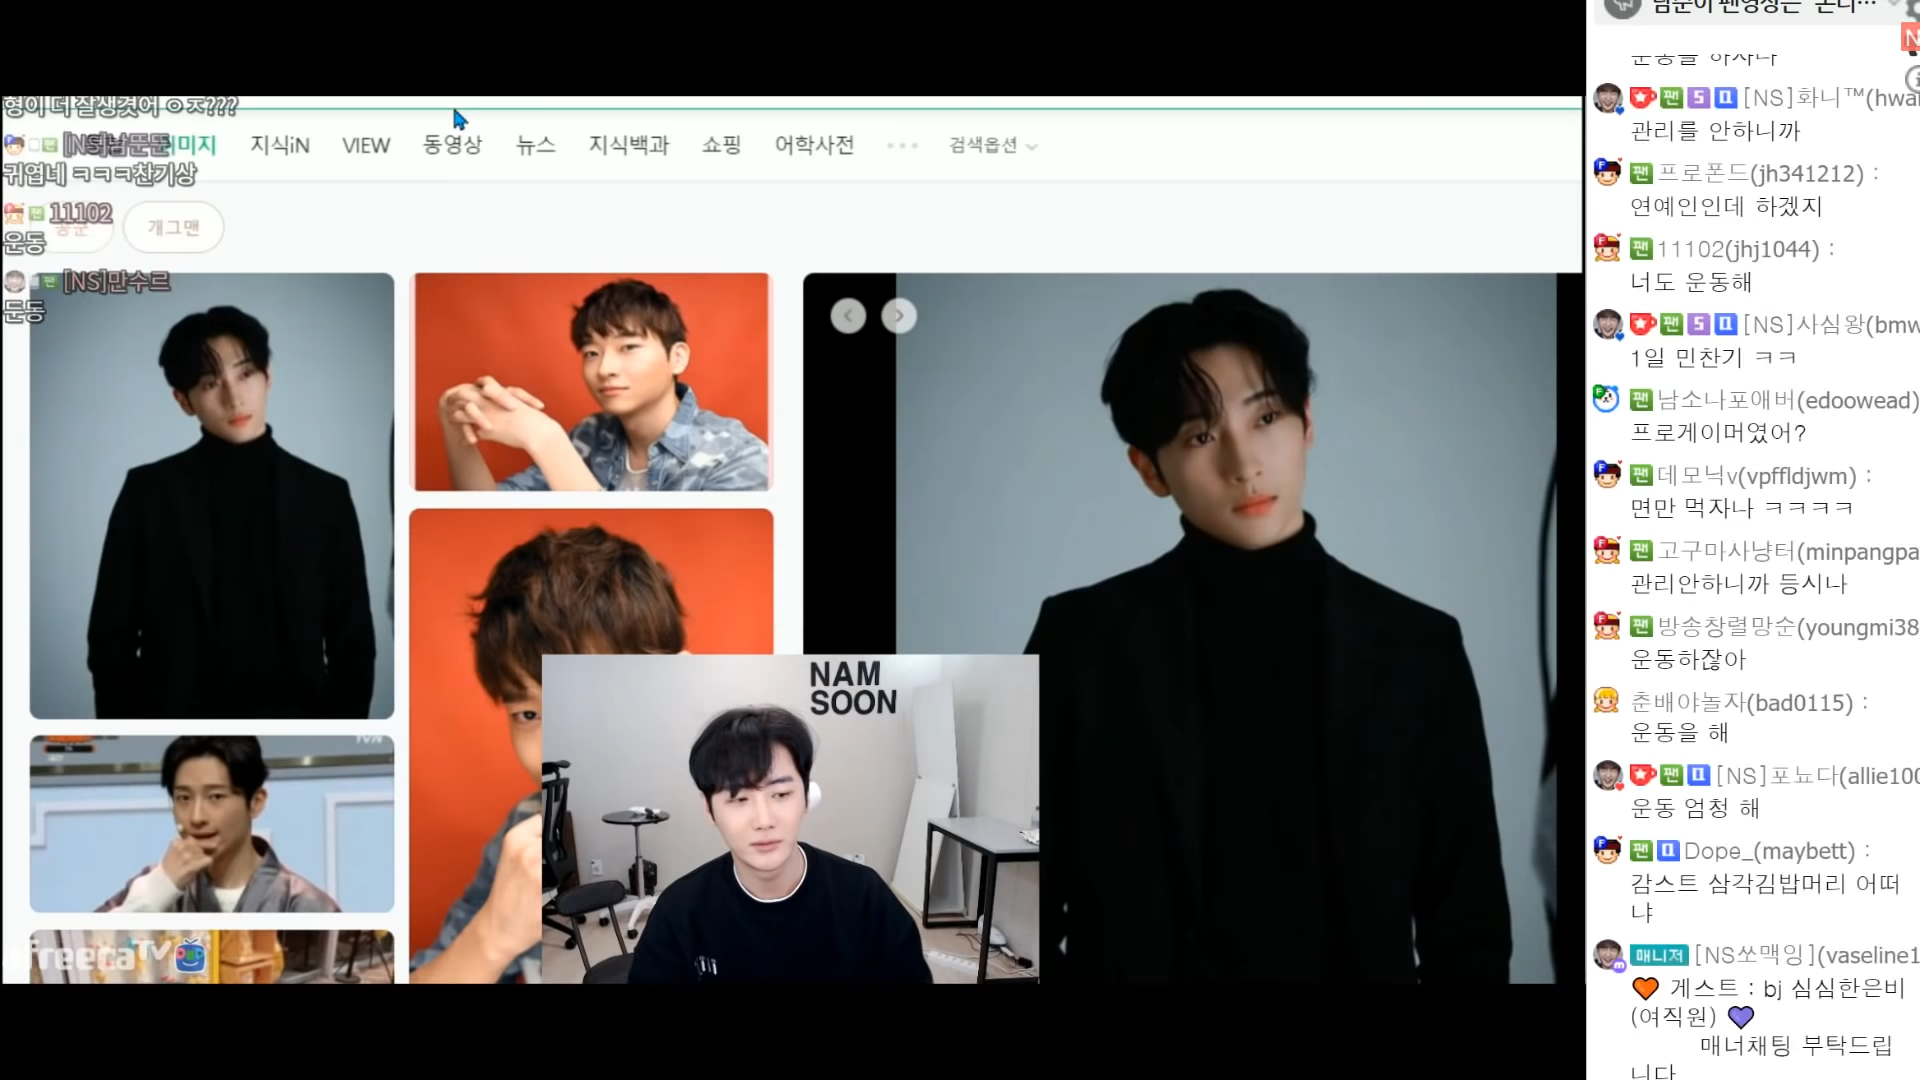 형이 더 잘생겼어 ㅇㅈ???
[NS]남뚠뚠
이미지
지식iN
VIEW
동영상
뉴스
지식백과
쇼핑
어학사전
검색옵션
귀엽네 ㅋㅋㅋ찬기상
11102
운동
개그맨
[NS]만수르
둔동
tvN
NAM
SOON
afreecaTV
운동을 하자나
[NS]화니™(hwa
관리를 안하니까
프로폰드(jh341212) :
연예인인데 하겠지
11102(jhj1044) :
너도 운동해
[NS]사심왕(bmw
1일 민찬기 ㅋㅋ
남소나포애버(edoowead)
프로게이머였어?
데모닉v(vpffldjwm) :
면만 먹자나 ㅋㅋㅋㅋ
고구마사냥터(minpangpa
관리안하니까 등시나
방송창렬망순(youngmi38
운동하잖아
춘배야놀자(bad0115) :
운동을 해
[NS]포뇨다(allie100
운동 엄청 해
Dope_(maybett) :
감스트 삼각김밥머리 어떠
냐
매니저 [NS쏘맥잉](vaseline1
🧡 게스트 : bj 심심한은비
(여직원) 💜
매너채팅 부탁드립
니다